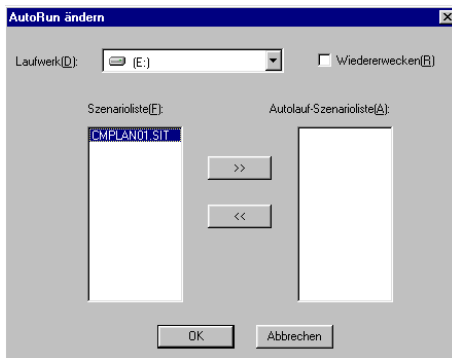 AutoRun ändern
Laufwerk(D): (E:) Wiedererwecken(R)
Szenarioliste(F): Autolauf-Szenarioliste(A):
CMPLAN01.SIT
>>
<<
OK Abbrechen